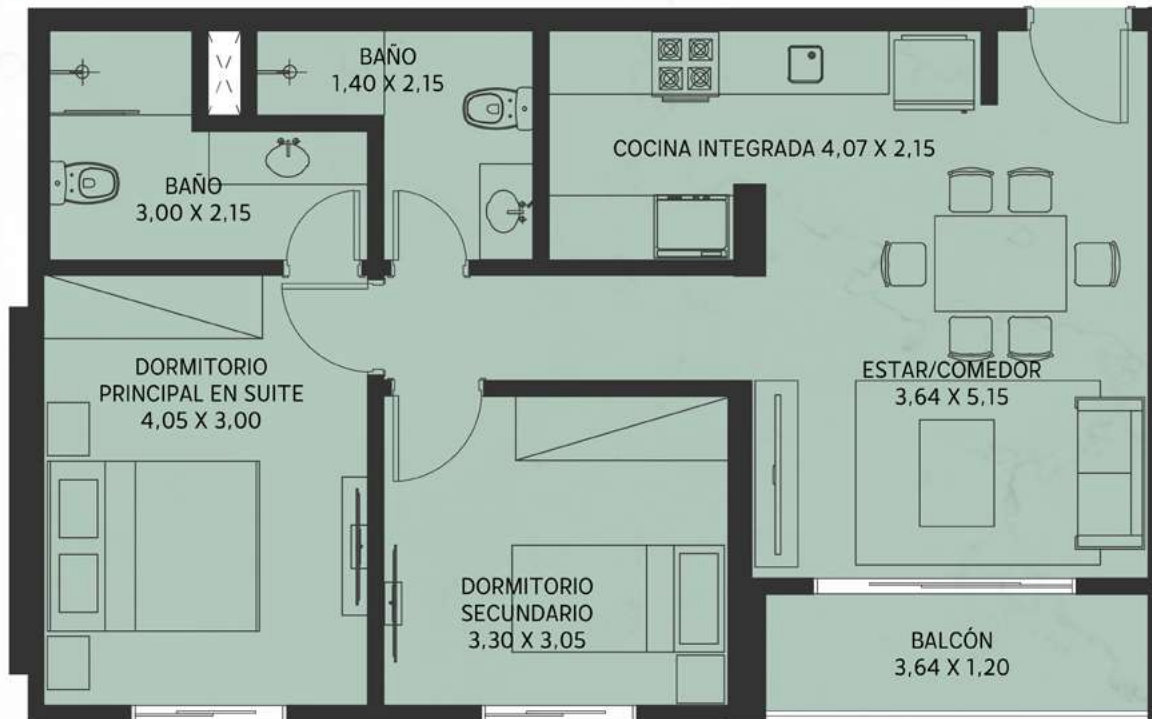 BAÑO
1,40 X 2,15
COCINA INTEGRADA 4,07 X 2,15
BAÑO
3,00 X 2,15
DORMITORIO
PRINCIPAL EN SUITE
4,05 X 3,00
ESTAR/COMEDOR
3,64 X 5,15
DORMITORIO
SECUNDARIO
3,30 X 3,05
BALCÓN
3,64 X 1,20